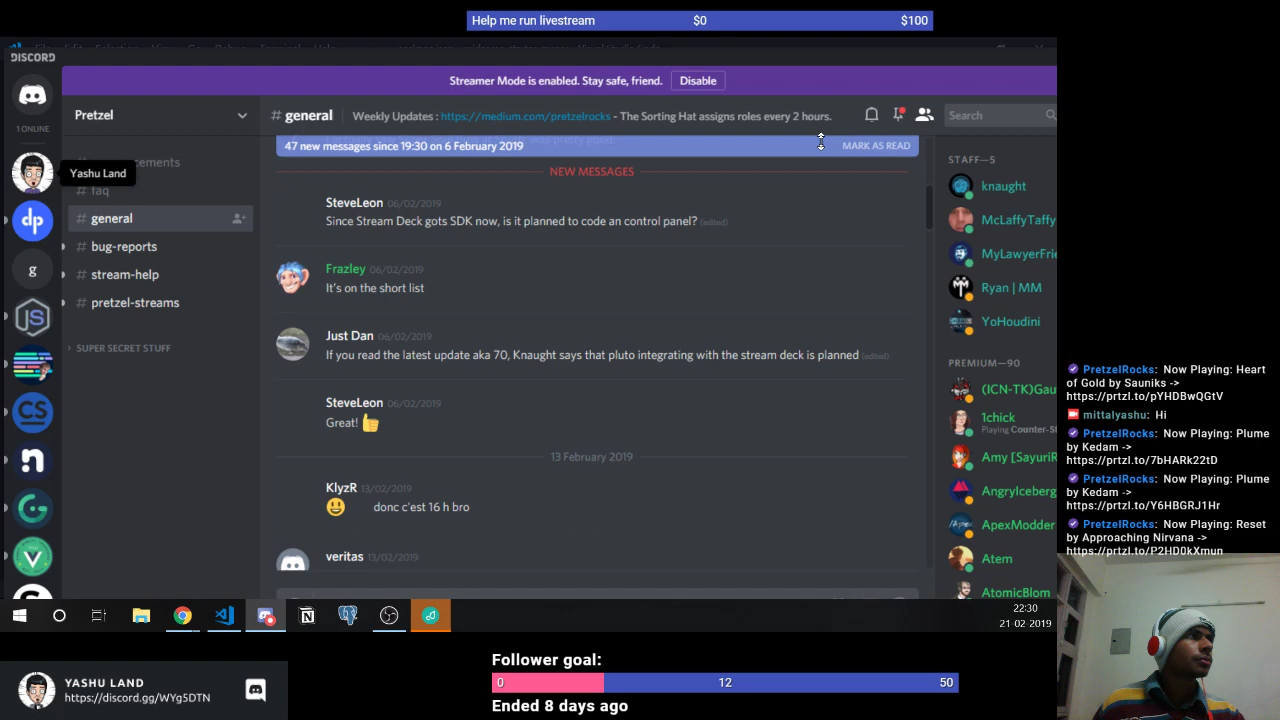 Help me run livestream $0 $100
DISCORD
Streamer Mode is enabled. Stay safe, friend. Disable
1 ONLINE
Pretzel
# general
Weekly Updates : https://medium.com/pretzelrocks - The Sorting Hat assigns roles every 2 hours.
Search
47 new messages since 19:30 on 6 February 2019
MARK AS READ
Yashu Land
# faq
# general
# bug-reports
# stream-help
# pretzel-streams
SUPER SECRET STUFF
dp
g
JS
CS
n
G
V
NEW MESSAGES
SteveLeon 06/02/2019
Since Stream Deck gots SDK now, is it planned to code an control panel? (edited)
Frazley 06/02/2019
It's on the short list
Just Dan 06/02/2019
If you read the latest update aka 70, Knaught says that pluto integrating with the stream deck is planned (edited)
SteveLeon 06/02/2019
Great!
13 February 2019
KlyzR 13/02/2019
donc c'est 16 h bro
veritas 13/02/2019
STAFF—5
knaught
McLaffyTaffy
MyLawyerFrie
Ryan | MM
YoHoudini
PREMIUM—90
(ICN-TK)Gau
1chick
Playing Counter-St
Amy [SayuriR
AngryIceberg
ApexModder
Atem
AtomicBlom
PretzelRocks: Now Playing: Heart
of Gold by Sauniks ->
https://prtzl.to/pYHDBwQGtV
mittalyashu: Hi
PretzelRocks: Now Playing: Plume
by Kedam ->
https://prtzl.to/7bHARk22tD
PretzelRocks: Now Playing: Plume
by Kedam ->
https://prtzl.to/Y6HBGRJ1Hr
PretzelRocks: Now Playing: Reset
by Approaching Nirvana ->
https://prtzl.to/P2HD0kXmun
22:30
21-02-2019
YASHU LAND
https://discord.gg/WYg5DTN
Follower goal:
0 12 50
Ended 8 days ago